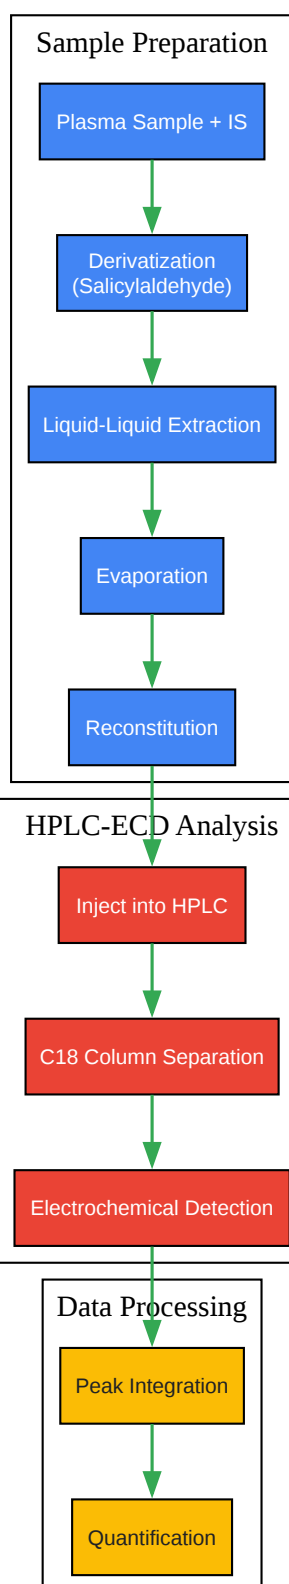 Sample Preparation
Plasma Sample + IS
Derivatization
(Salicylaldehyde)
Liquid-Liquid Extraction
Evaporation
Reconstitution
HPLC-ECD Analysis
Inject into HPLC
C18 Column Separation
Electrochemical Detection
Data Processing
Peak Integration
Quantification